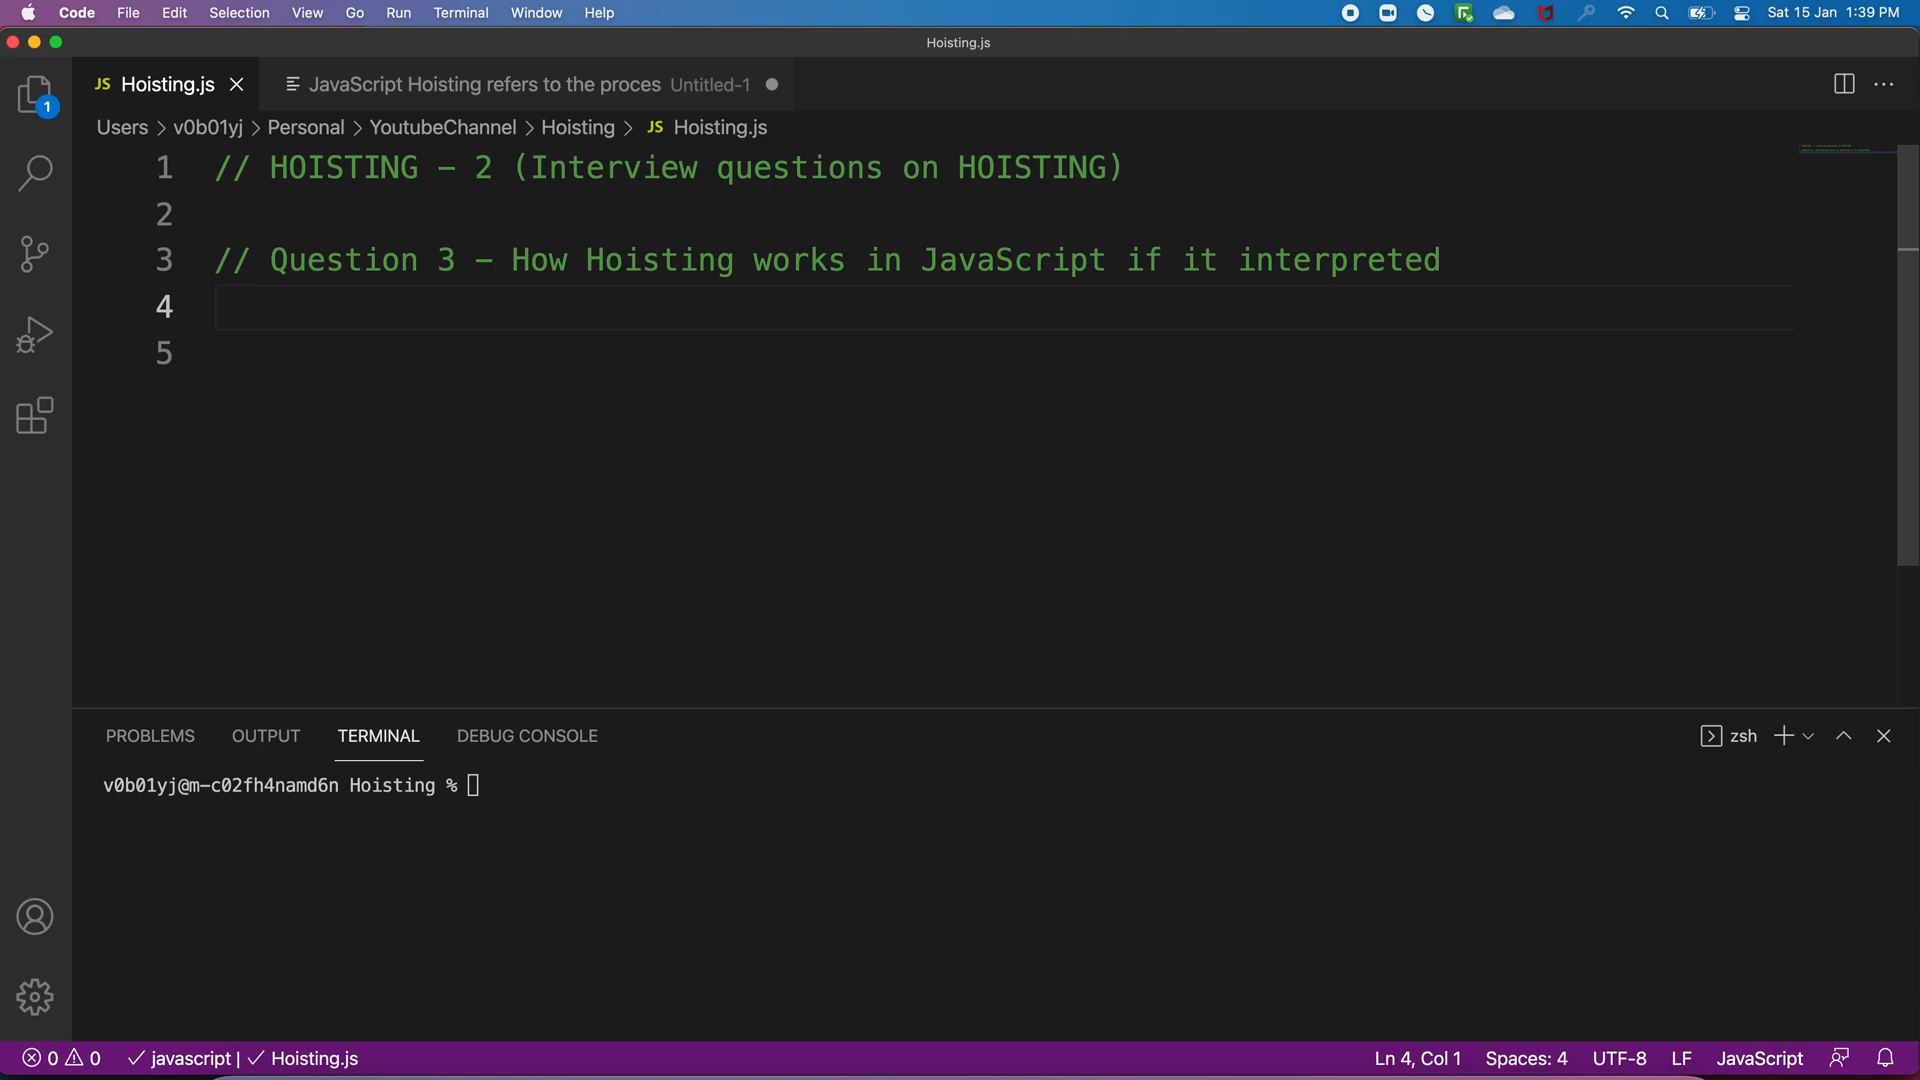 Code File Edit Selection View Go Run Terminal Window Help Sat 15 Jan 1:39 PM
Hoisting.js
JS Hoisting.js JavaScript Hoisting refers to the proces Untitled-1
1
Users > v0b01yj > Personal > YoutubeChannel > Hoisting > JS Hoisting.js
1 // HOISTING - 2 (Interview questions on HOISTING)
2
3 // Question 3 - How Hoisting works in JavaScript if it interpreted
4
5
PROBLEMS OUTPUT TERMINAL DEBUG CONSOLE zsh
v0b01yj@m-c02fh4namd6n Hoisting %
0 0 javascript | Hoisting.js Ln 4, Col 1 Spaces: 4 UTF-8 LF JavaScript